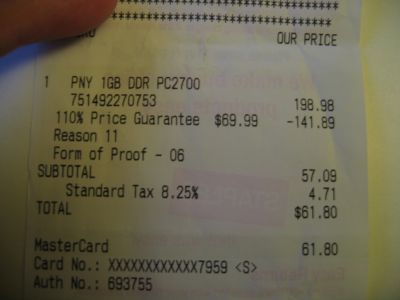 OUR PRICE
1 PNY 1GB DDR PC2700
751492270753 198.98
110% Price Guarantee $69.99 -141.89
Reason 11
Form of Proof - 06
SUBTOTAL 57.09
Standard Tax 8.25% 4.71
TOTAL $61.80
MasterCard 61.80
Card No.: XXXXXXXXXXXX7959 <S>
Auth No.: 693755